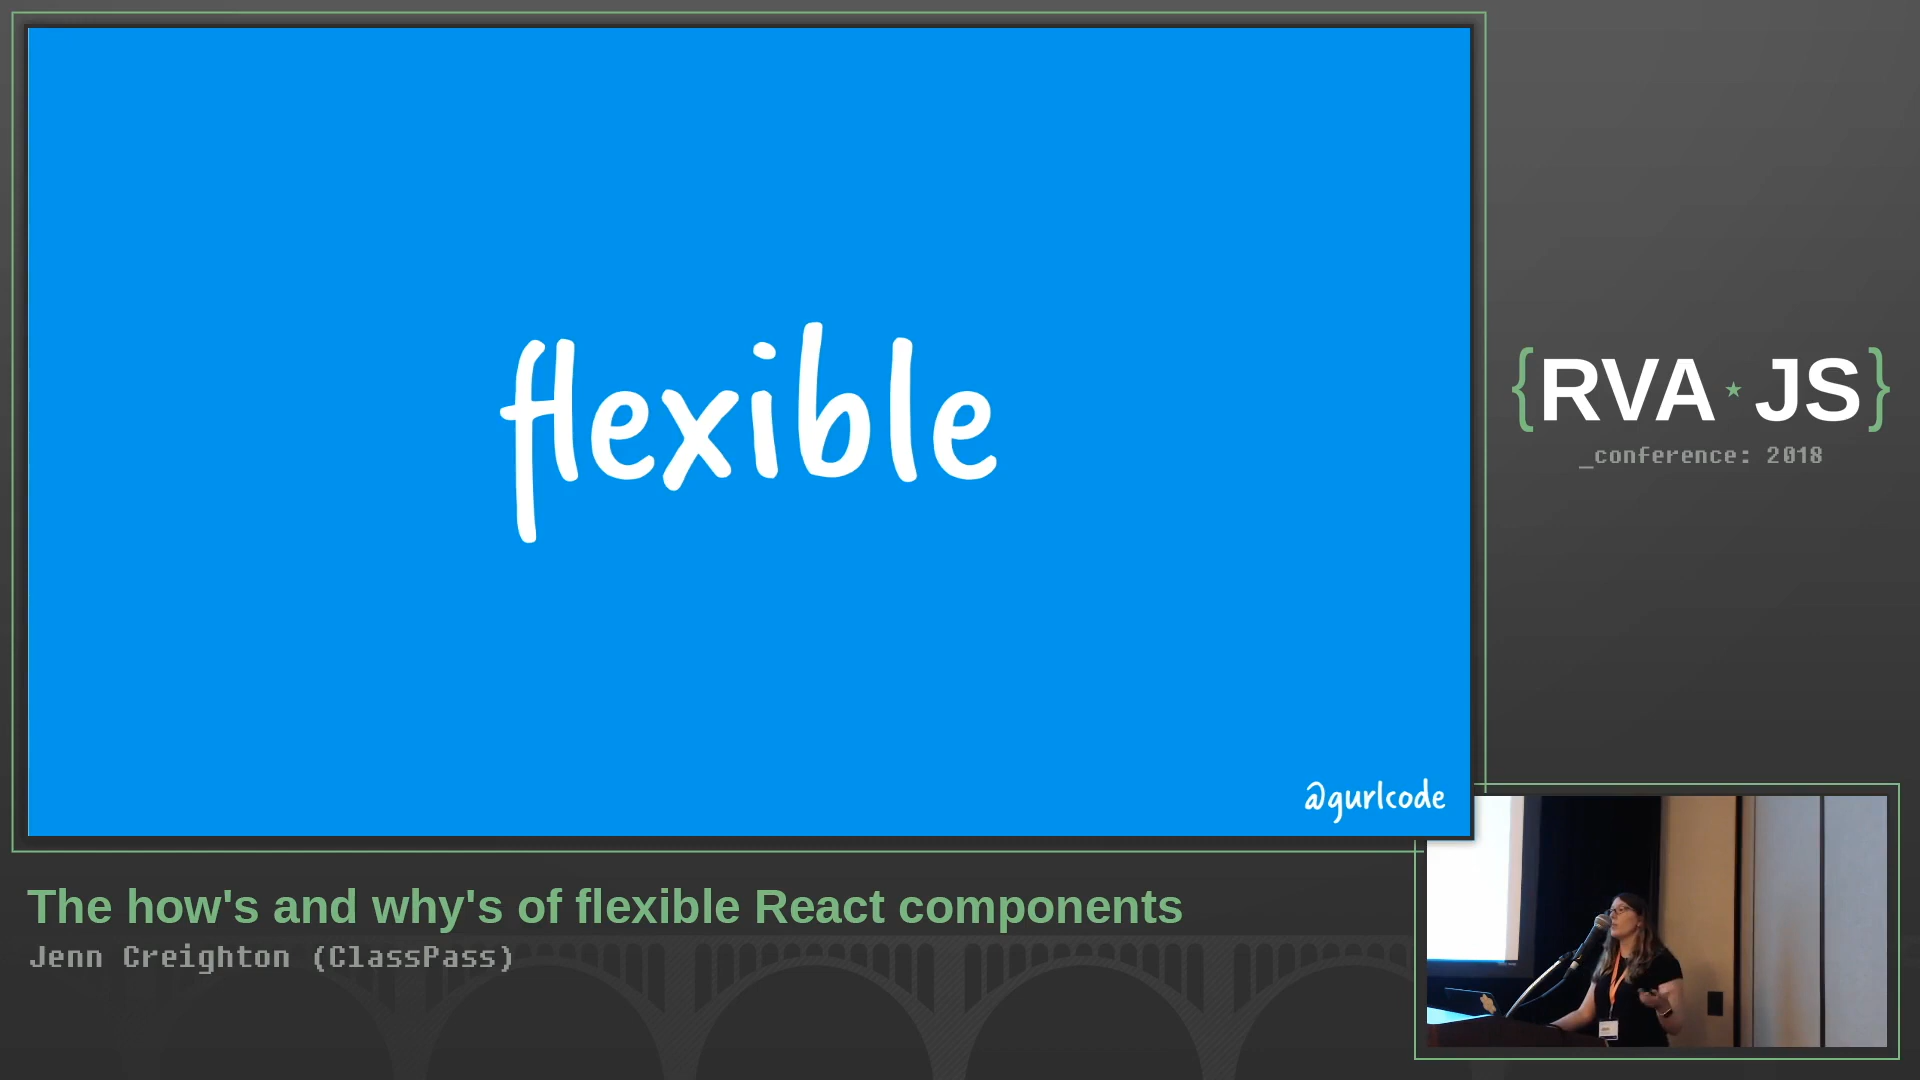 flexible
@gurlcode
{RVA★JS}
_conference: 2018
The how's and why's of flexible React components
Jenn Creighton (ClassPass)